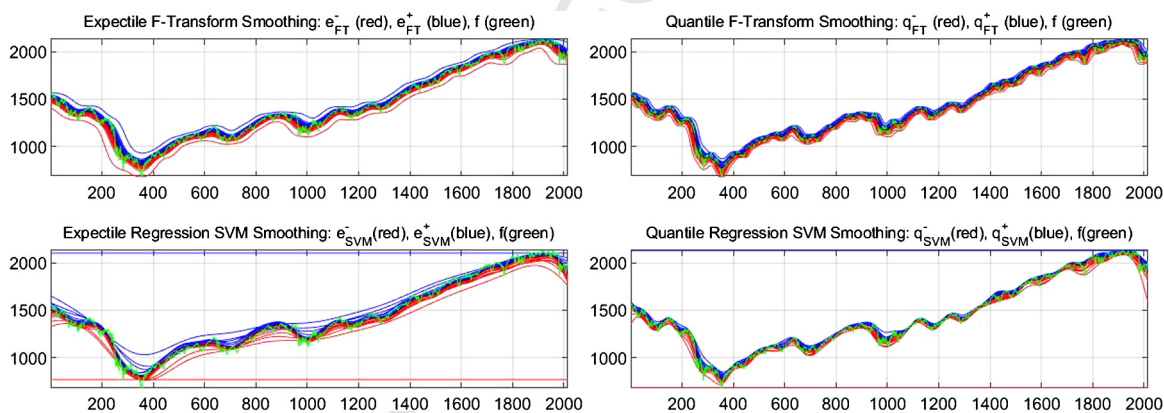 Expectile F-Transform Smoothing: e⁻FT (red), e⁺FT (blue), f (green)
2000
1500
1000
200 400 600 800 1000 1200 1400 1600 1800 2000
Quantile F-Transform Smoothing: q⁻FT (red), q⁺FT (blue), f (green)
2000
1500
1000
200 400 600 800 1000 1200 1400 1600 1800 2000
Expectile Regression SVM Smoothing: e⁻SVM(red), e⁺SVM(blue), f(green)
2000
1500
1000
200 400 600 800 1000 1200 1400 1600 1800 2000
Quantile Regression SVM Smoothing: q⁻SVM(red), q⁺SVM(blue), f(green)
2000
1500
1000
200 400 600 800 1000 1200 1400 1600 1800 2000